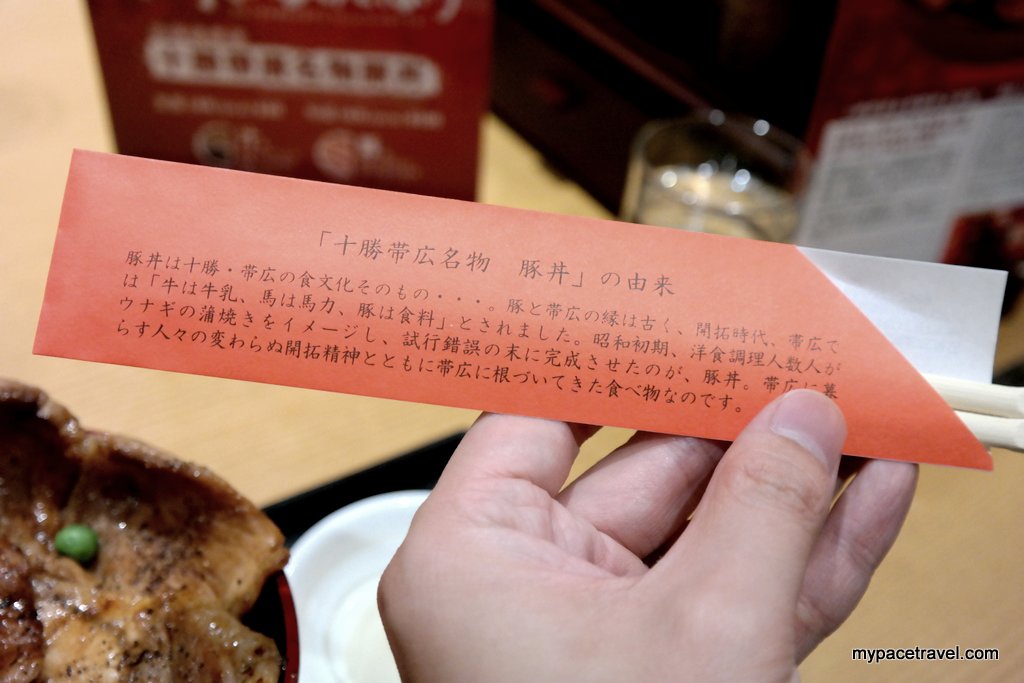 「十勝帯広名物　豚丼」の由来
豚丼は十勝・帯広の食文化そのもの・・・。豚と帯広の縁は古く、開拓時代、帯広で
は「牛は牛乳、馬は馬力、豚は食料」とされました。昭和初期、洋食調理人数人が
ウナギの蒲焼きをイメージし、試行錯誤の末に完成させたのが、豚丼。帯広に暮
らす人々の変わらぬ開拓精神とともに帯広に根づいてきた食べ物なのです。
mypacetravel.com